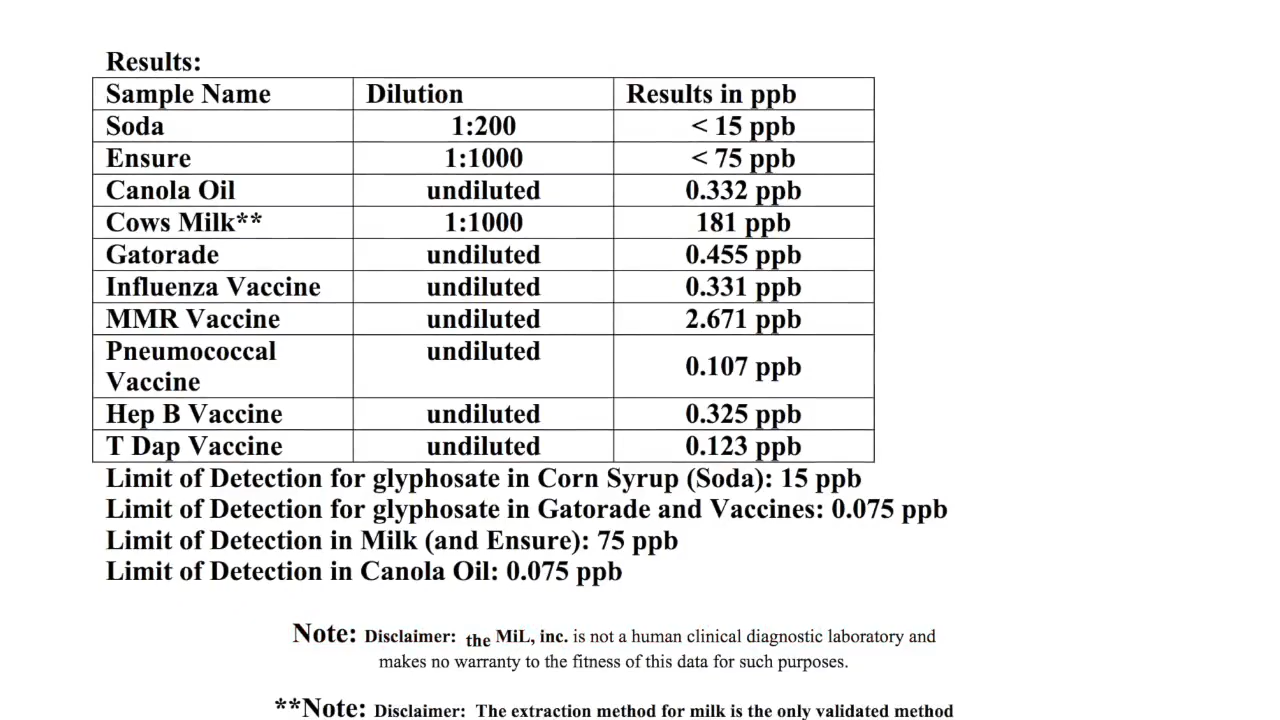 Results:
Sample Name Dilution Results in ppb
Soda 1:200 < 15 ppb
Ensure 1:1000 < 75 ppb
Canola Oil undiluted 0.332 ppb
Cows Milk** 1:1000 181 ppb
Gatorade undiluted 0.455 ppb
Influenza Vaccine undiluted 0.331 ppb
MMR Vaccine undiluted 2.671 ppb
Pneumococcal Vaccine undiluted 0.107 ppb
Hep B Vaccine undiluted 0.325 ppb
T Dap Vaccine undiluted 0.123 ppb
Limit of Detection for glyphosate in Corn Syrup (Soda): 15 ppb
Limit of Detection for glyphosate in Gatorade and Vaccines: 0.075 ppb
Limit of Detection in Milk (and Ensure): 75 ppb
Limit of Detection in Canola Oil: 0.075 ppb
Note: Disclaimer: the MiL, inc. is not a human clinical diagnostic laboratory and
makes no warranty to the fitness of this data for such purposes.
**Note: Disclaimer: The extraction method for milk is the only validated method